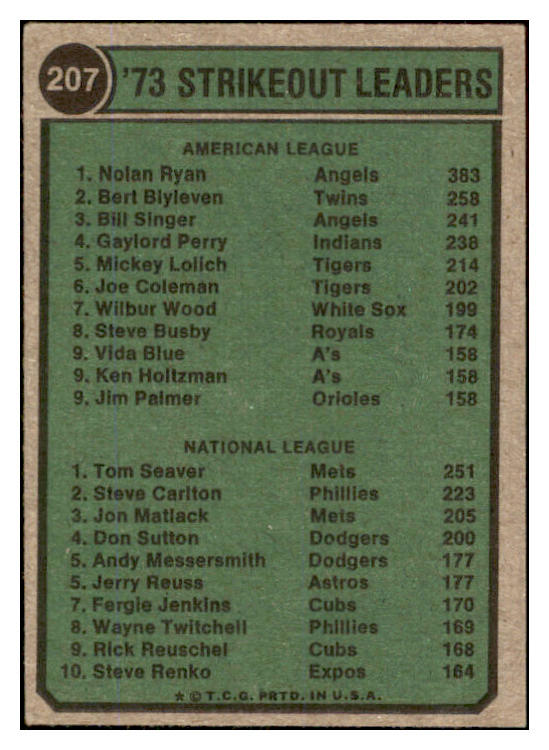 207 '73 STRIKEOUT LEADERS
AMERICAN LEAGUE
1. Nolan Ryan Angels 383
2. Bert Blyleven Twins 258
3. Bill Singer Angels 241
4. Gaylord Perry Indians 238
5. Mickey Lolich Tigers 214
6. Joe Coleman Tigers 202
7. Wilbur Wood White Sox 199
8. Steve Busby Royals 174
9. Vida Blue A's 158
9. Ken Holtzman A's 158
9. Jim Palmer Orioles 158
NATIONAL LEAGUE
1. Tom Seaver Mets 251
2. Steve Carlton Phillies 223
3. Jon Matlack Mets 205
4. Don Sutton Dodgers 200
5. Andy Messersmith Dodgers 177
5. Jerry Reuss Astros 177
7. Fergie Jenkins Cubs 170
8. Wayne Twitchell Phillies 169
9. Rick Reuschel Cubs 168
10. Steve Renko Expos 164
★ © T.C.G. PRTD. IN U.S.A.